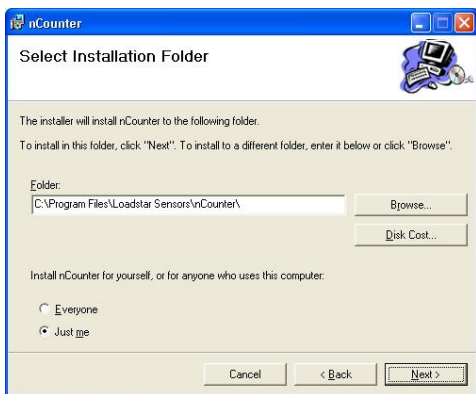 nCounter
Select Installation Folder
The installer will install nCounter to the following folder.
To install in this folder, click "Next". To install to a different folder, enter it below or click "Browse".
Folder:
C:\Program Files\Loadstar Sensors\nCounter\
Browse...
Disk Cost...
Install nCounter for yourself, or for anyone who uses this computer:
Everyone
Just me
Cancel
< Back
Next >